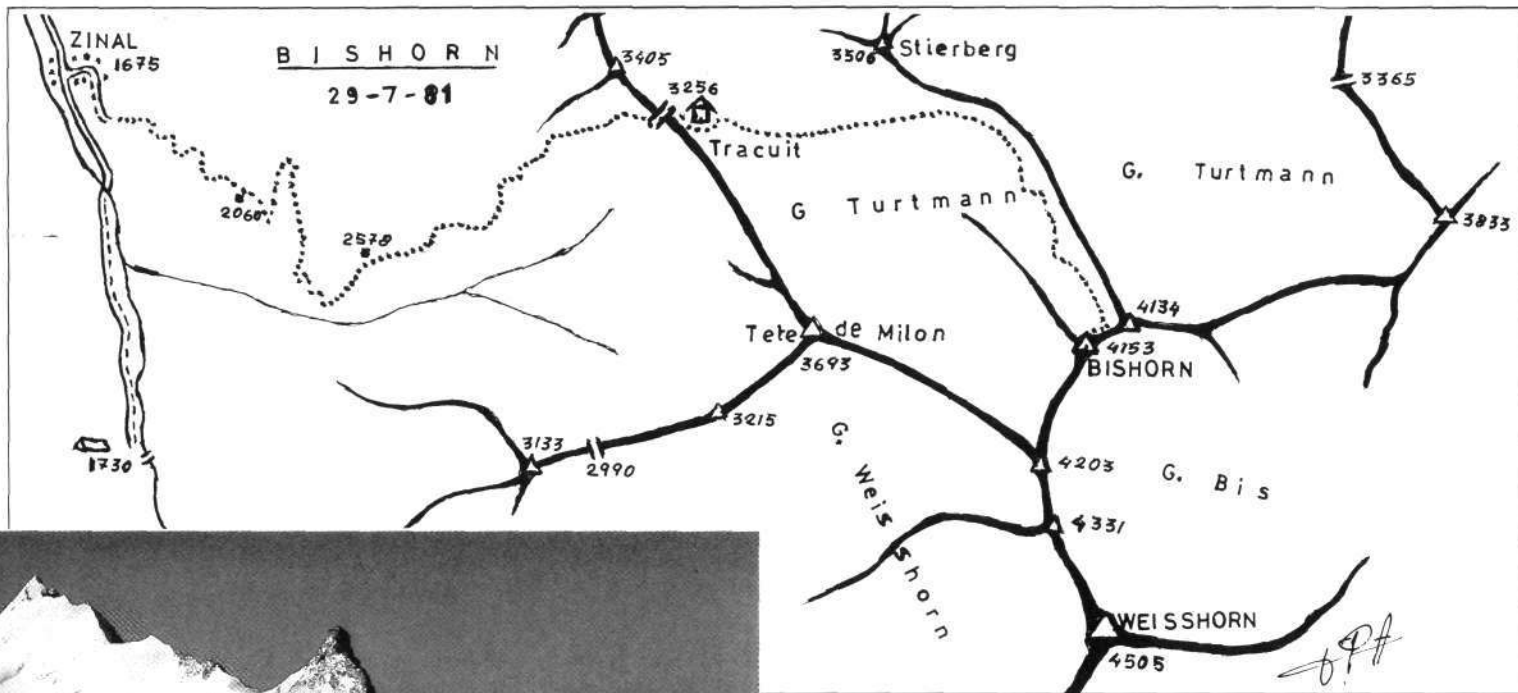 ZINAL
1675
BISHORN
29-7-81
3405
3256
Tracuit
3506
Stierberg
3365
G. Turtmann
G Turtmann
3833
2060
2578
Tete de Milon
3693
4134
4153
BISHORN
3215
3133
2990
1730
G. Weisshorn
4203
G. Bis
4331
WEISSHORN
4505